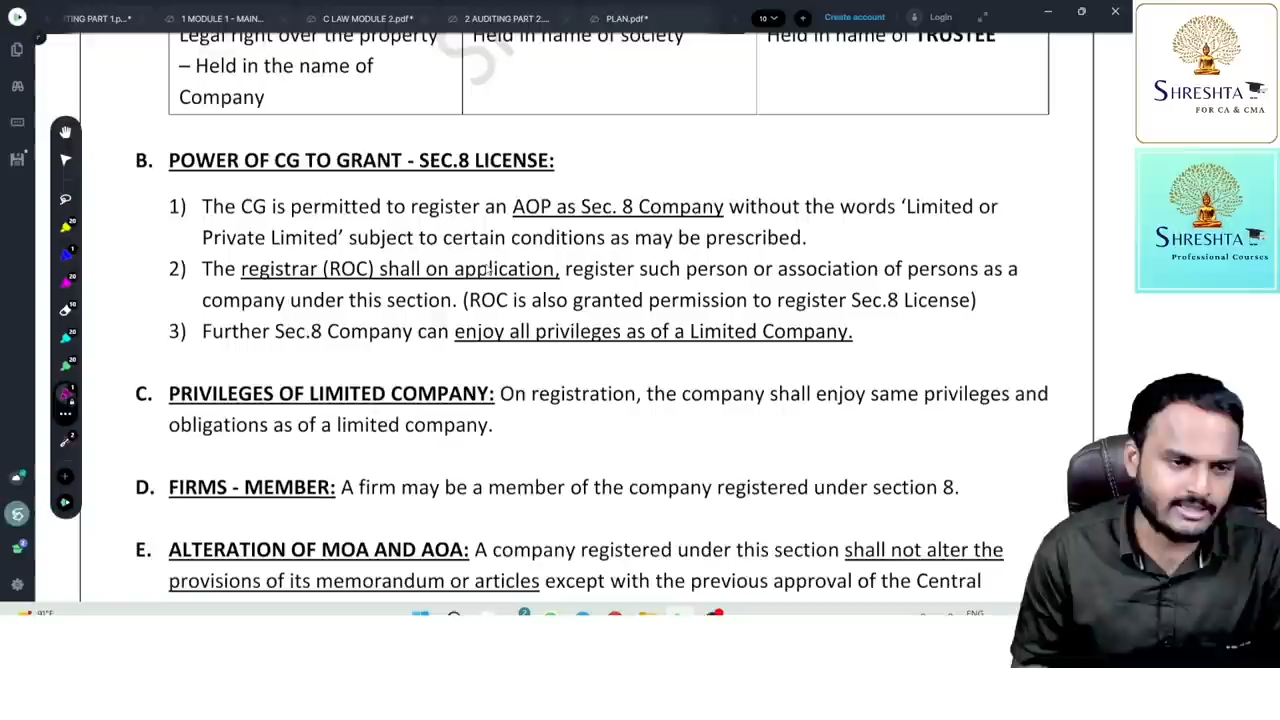 ITING PART 1.p...*
1 MODULE 1 - MAIN...
C LAW MODULE 2.pdf*
2 AUDITING PART 2....
PLAN.pdf*
10
Create account
Login
Legal right over the property
– Held in the name of
Company
Held in name of society
Held in name of TRUSTEE
B. POWER OF CG TO GRANT - SEC.8 LICENSE:
1) The CG is permitted to register an AOP as Sec. 8 Company without the words ‘Limited or
Private Limited’ subject to certain conditions as may be prescribed.
2) The registrar (ROC) shall on application, register such person or association of persons as a
company under this section. (ROC is also granted permission to register Sec.8 License)
3) Further Sec.8 Company can enjoy all privileges as of a Limited Company.
C. PRIVILEGES OF LIMITED COMPANY: On registration, the company shall enjoy same privileges and
obligations as of a limited company.
D. FIRMS - MEMBER: A firm may be a member of the company registered under section 8.
E. ALTERATION OF MOA AND AOA: A company registered under this section shall not alter the
provisions of its memorandum or articles except with the previous approval of the Central
SHRESHTA
FOR CA & CMA
SHRESHTA
Professional Courses
91°F
ENG